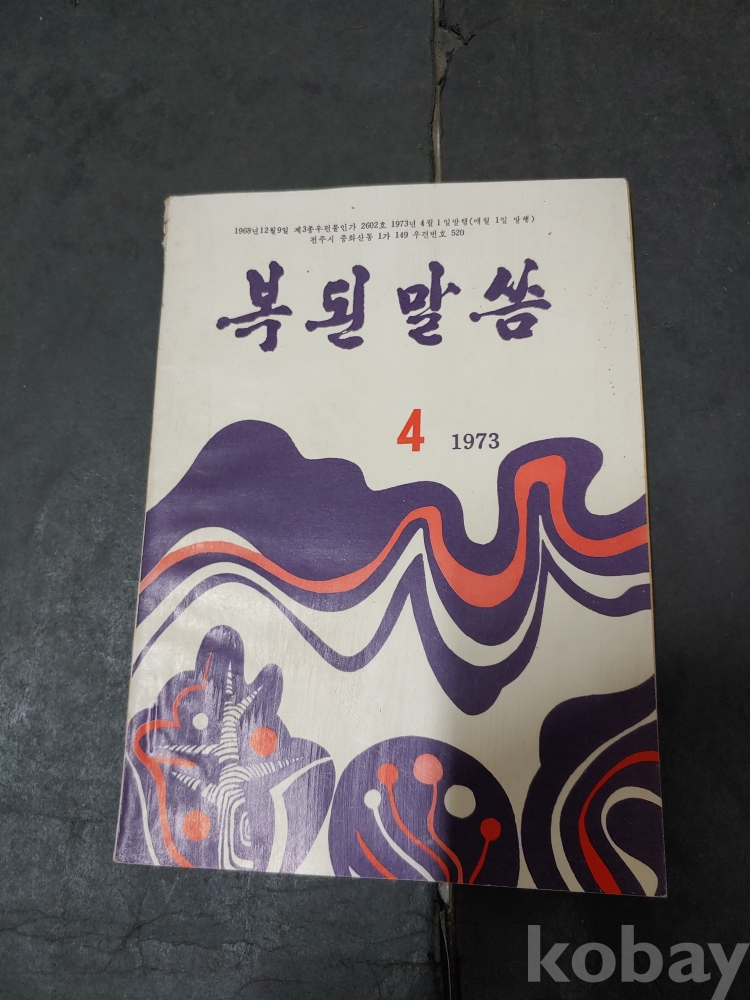 1968년12월9일 제3종우편물인가 2602호 1973년 4월 1일발행(매월 1일 발행)
전주시 중화산동 1가 149 우편번호 520
복된말씀
4 1973
kobay